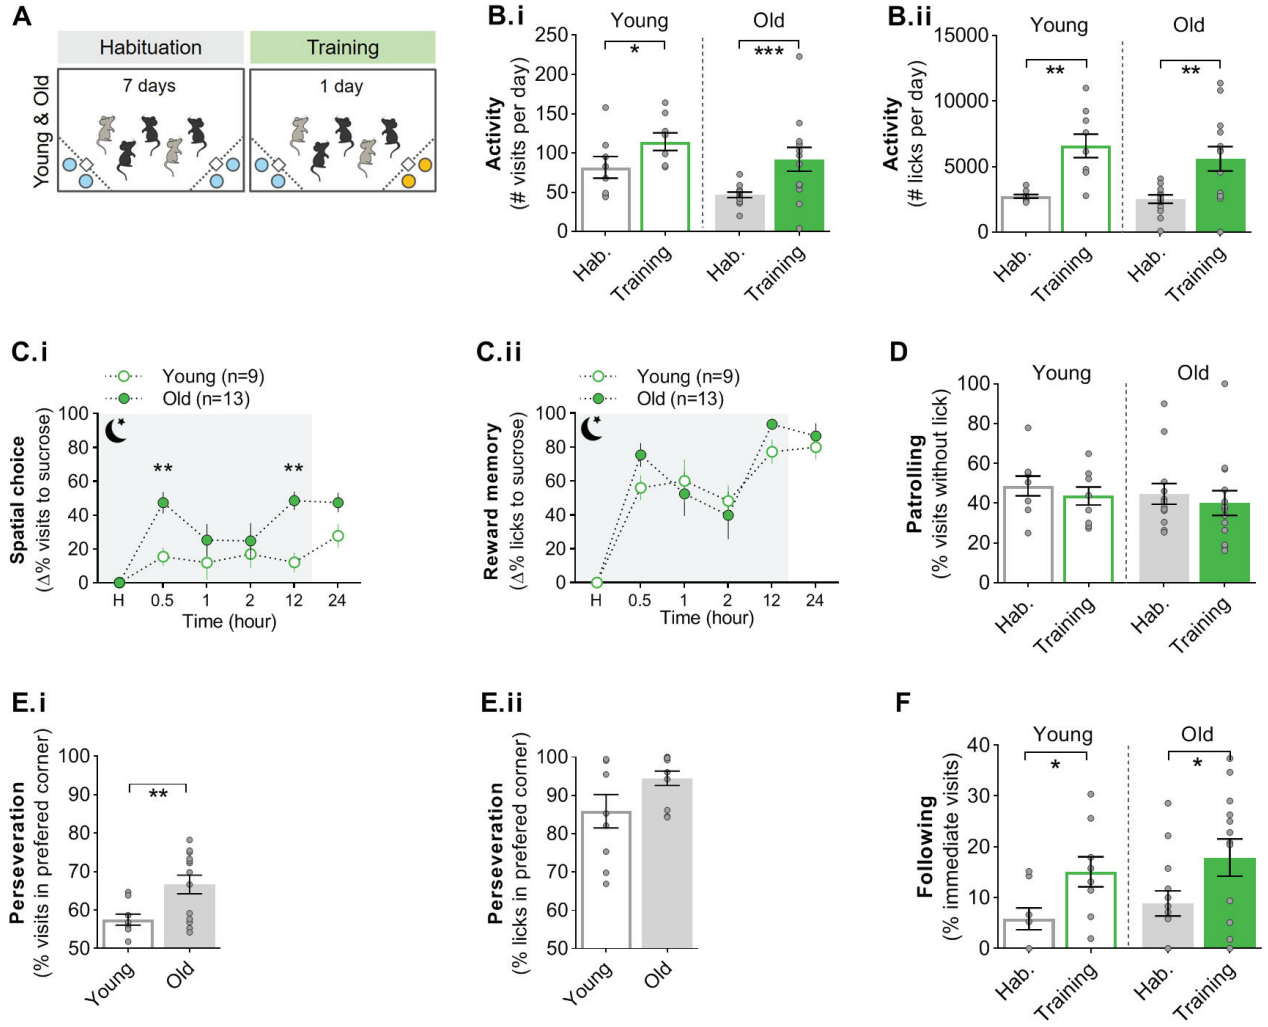 A
Habituation
Training
Young & Old
7 days
1 day
B.i
Young
Old
Activity
(# visits per day)
250
200
150
100
50
0
*
***
Hab.
Training
Hab.
Training
B.ii
Young
Old
Activity
(# licks per day)
15000
10000
5000
0
**
**
Hab.
Training
Hab.
Training
C.i
Young (n=9)
Old (n=13)
Spatial choice
(Δ% visits to sucrose)
100
80
60
40
20
0
**
**
H
0.5
1
2
12
24
Time (hour)
C.ii
Young (n=9)
Old (n=13)
Reward memory
(Δ% licks to sucrose)
100
80
60
40
20
0
H
0.5
1
2
12
24
Time (hour)
D
Young
Old
Patrolling
(% visits without lick)
100
80
60
40
20
0
Hab.
Training
Hab.
Training
E.i
Perseveration
(% visits in prefered corner)
100
90
80
70
60
50
**
Young
Old
E.ii
Perseveration
(% licks in prefered corner)
100
90
80
70
60
50
Young
Old
F
Young
Old
Following
(% immediate visits)
40
30
20
10
0
*
*
Hab.
Training
Hab.
Training